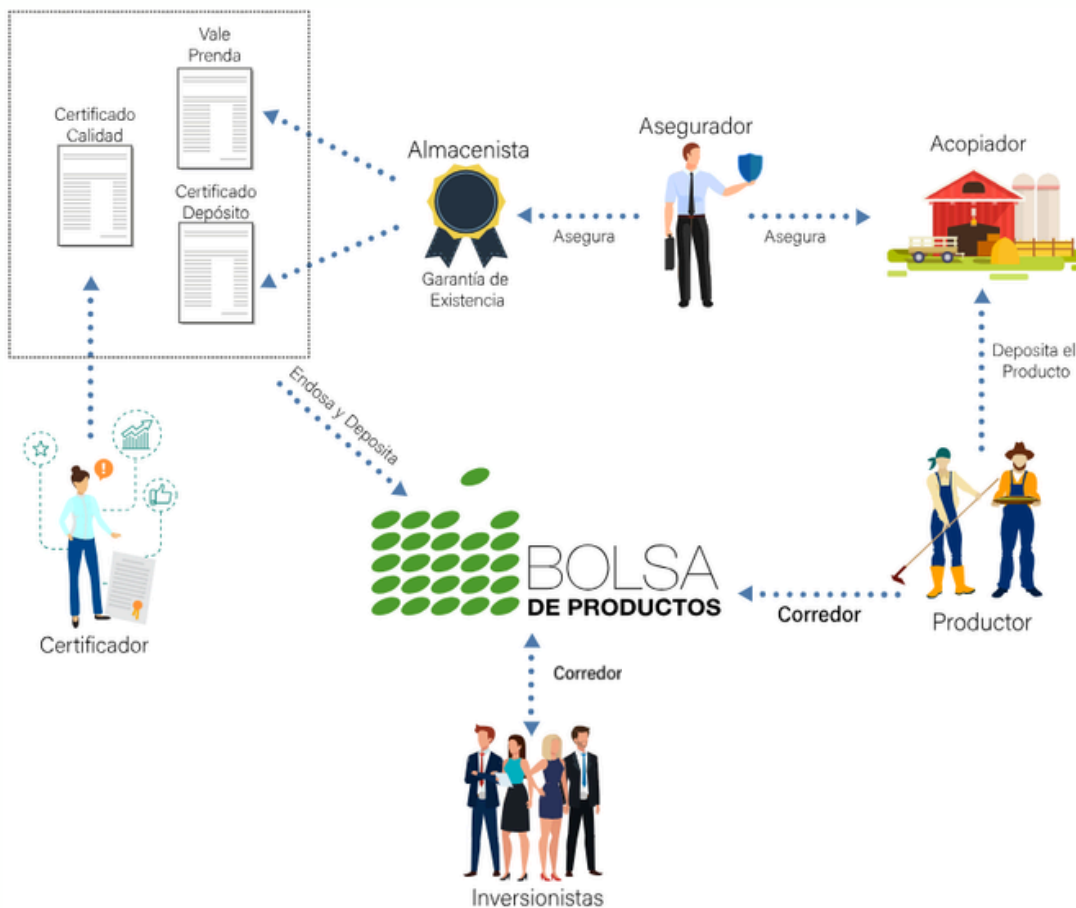 Vale
Prenda
Certificado
Calidad
Certificado
Depósito
Almacenista
Garantía de
Existencia
Asegurador
Asegura
Asegura
Acopiador
Deposita el
Producto
Endosa y Deposita
Certificador
BOLSA
DE PRODUCTOS
Corredor
Productor
Corredor
Inversionistas